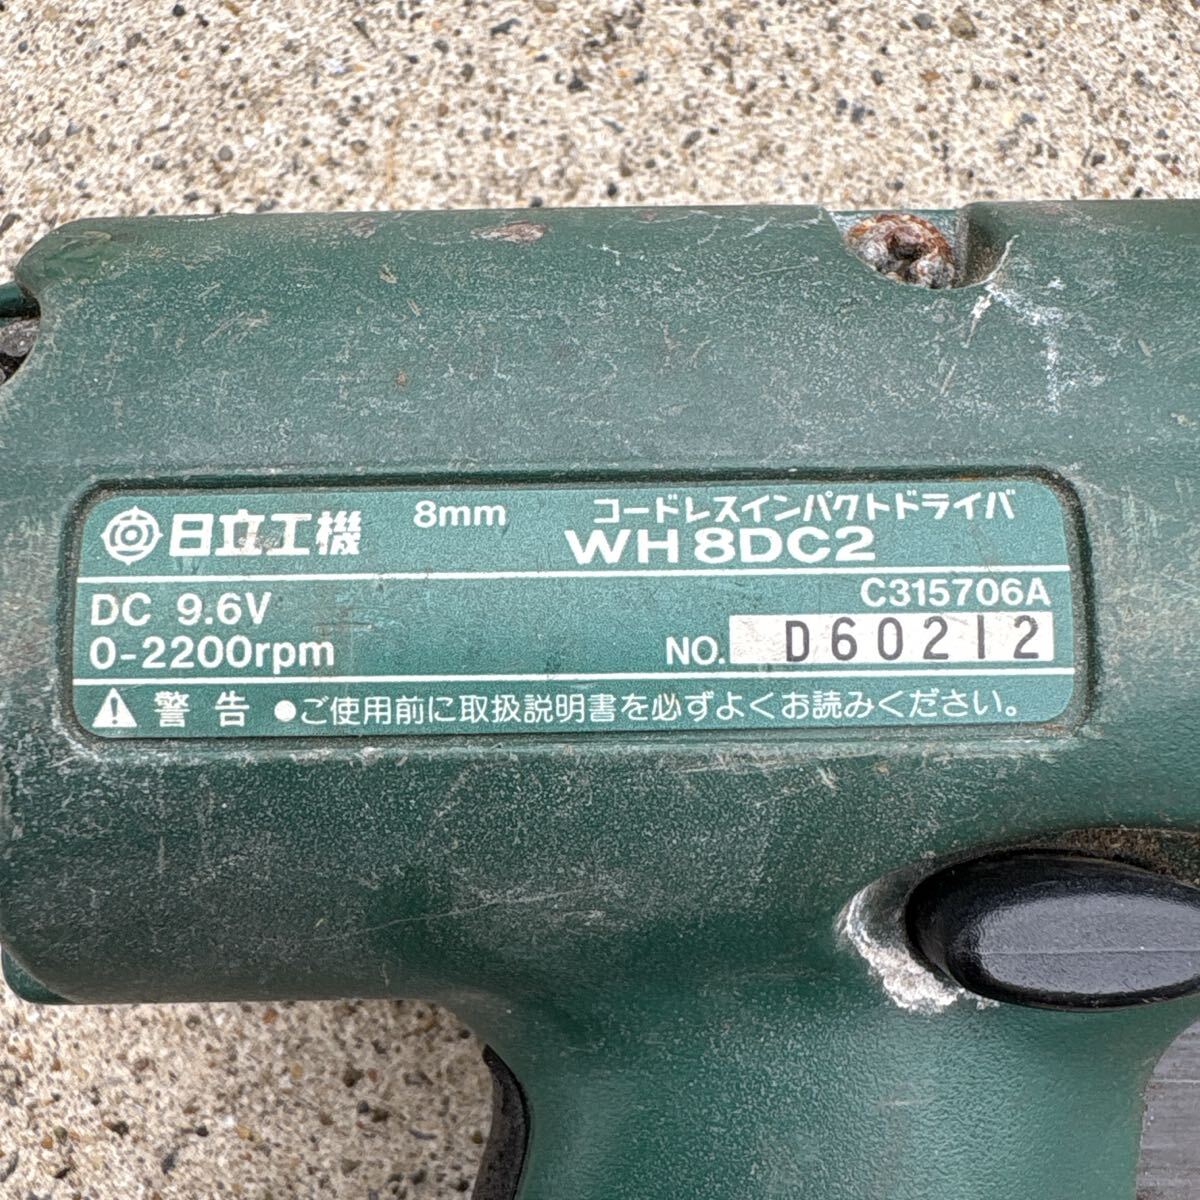 日立工機 8mm コードレスインパクトドライバ
WH 8DC2
DC 9.6V C315706A
0-2200rpm NO. D60212
警告 ●ご使用前に取扱説明書を必ずよくお読みください。